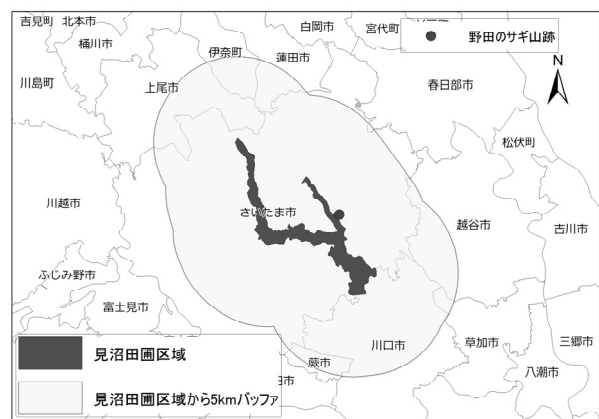 吉見町
北本市
桶川市
川島町
上尾市
伊奈町
白岡市
蓮田市
宮代町
野田のサギ山跡
N
春日部市
松伏町
川越市
さいたま市
越谷市
吉川市
ふじみ野市
富士見市
川口市
草加市
三郷市
蕨市
八潮市
見沼田圃区域
見沼田圃区域から5kmバッファ